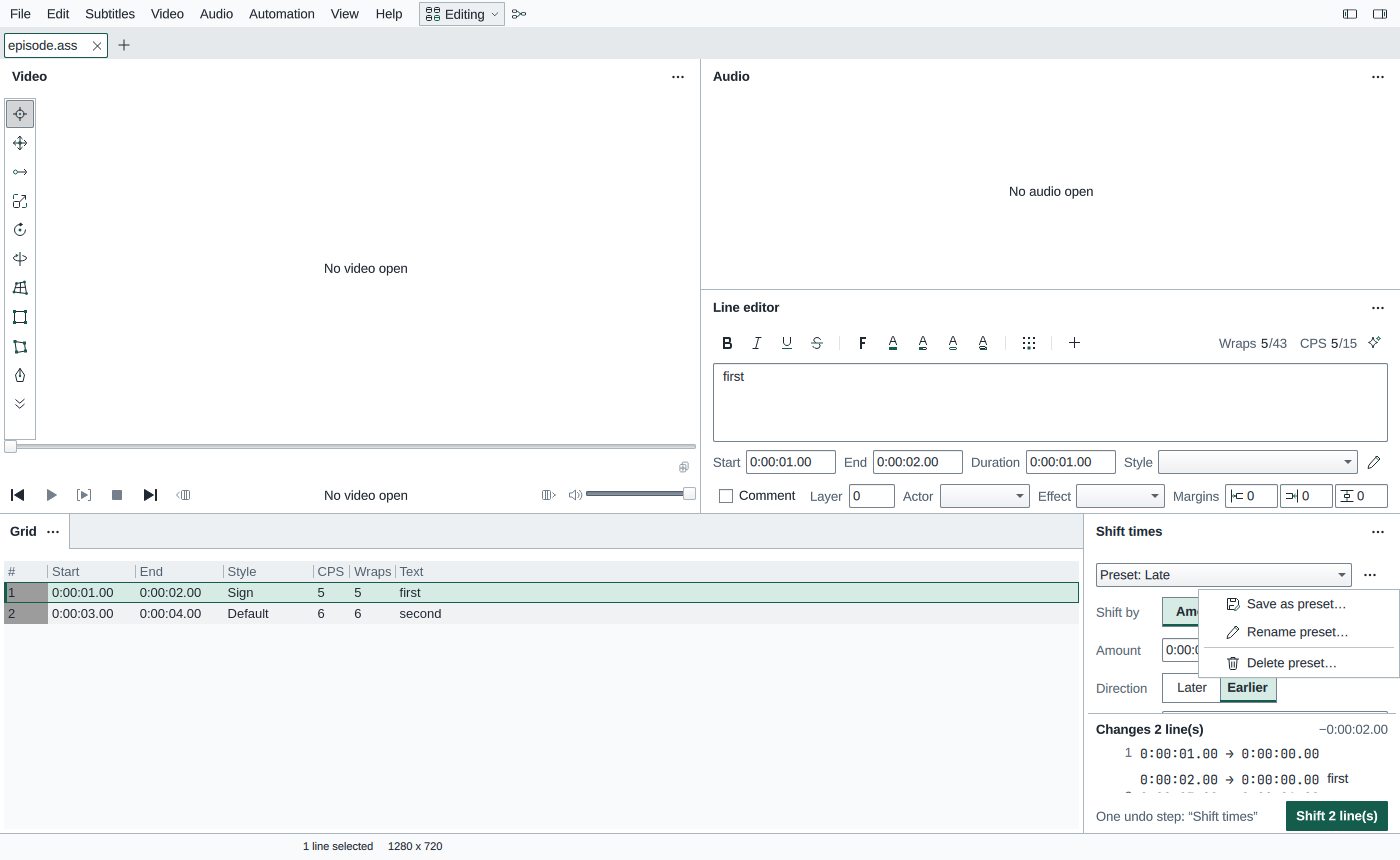 File Edit Subtitles Video Audio Automation View Help Editing
episode.ass
Video
No video open
No video open
Audio
No audio open
Line editor
B I U S F A A A A Wraps 5/43 CPS 5/15
first
Start 0:00:01.00 End 0:00:02.00 Duration 0:00:01.00 Style
Comment Layer 0 Actor Effect Margins 0 0 0
Grid
# Start End Style CPS Wraps Text
1 0:00:01.00 0:00:02.00 Sign 5 5 first
2 0:00:03.00 0:00:04.00 Default 6 6 second
Shift times
Preset: Late
Save as preset…
Rename preset…
Delete preset…
Shift by
Amount
Direction Later Earlier
Changes 2 line(s) −0:00:02.00
1 0:00:01.00 → 0:00:00.00
0:00:02.00 → 0:00:00.00 first
One undo step: “Shift times” Shift 2 line(s)
1 line selected 1280 x 720